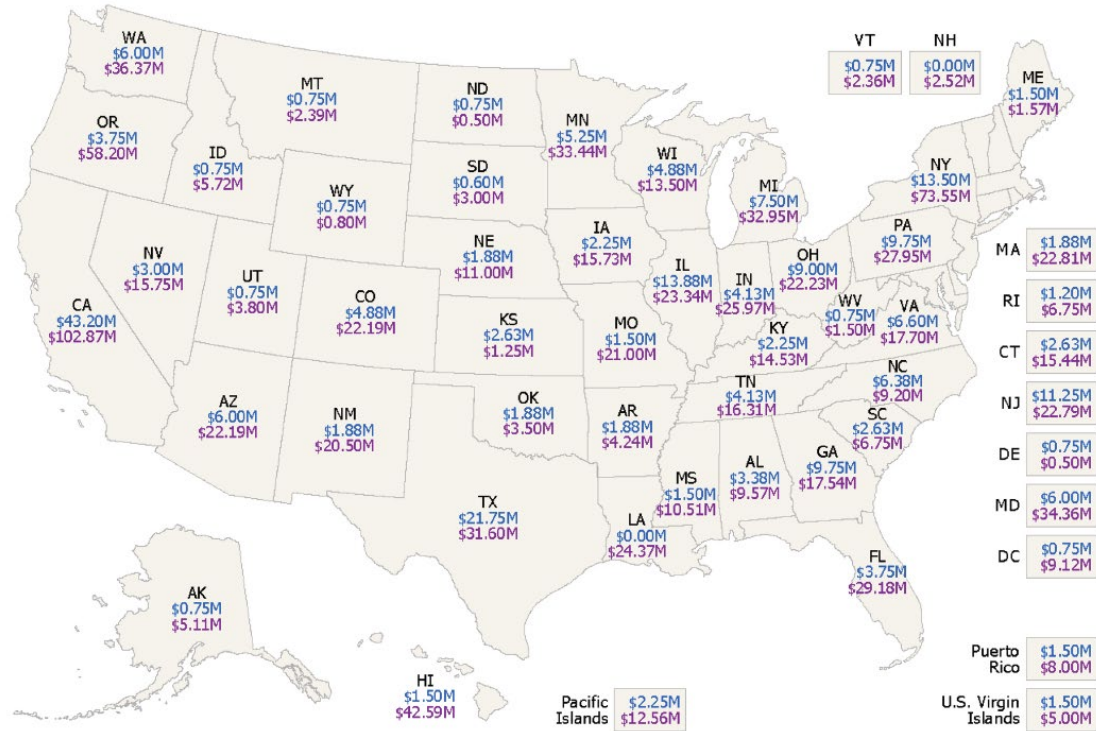 WA
$6.00M
$36.37M
OR
$3.75M
$58.20M
CA
$43.20M
$102.87M
NV
$3.00M
$15.75M
ID
$0.75M
$5.72M
MT
$0.75M
$2.39M
WY
$0.75M
$0.80M
UT
$0.75M
$3.80M
CO
$4.88M
$22.19M
AZ
$6.00M
$22.19M
NM
$1.88M
$20.50M
ND
$0.75M
$0.50M
SD
$0.60M
$3.00M
NE
$1.88M
$11.00M
KS
$2.63M
$1.25M
OK
$1.88M
$3.50M
TX
$21.75M
$31.60M
MN
$5.25M
$33.44M
IA
$2.25M
$15.73M
MO
$1.50M
$21.00M
AR
$1.88M
$4.24M
LA
$0.00M
$24.37M
WI
$4.88M
$13.50M
IL
$13.88M
$23.34M
MI
$7.50M
$32.95M
IN
$4.13M
$25.97M
OH
$9.00M
$22.23M
KY
$2.25M
$14.53M
TN
$4.13M
$16.31M
MS
$1.50M
$10.51M
AL
$3.38M
$9.57M
GA
$9.75M
$17.54M
FL
$3.75M
$29.18M
SC
$2.63M
$6.75M
NC
$6.38M
$9.20M
VA
$6.60M
$17.70M
WV
$0.75M
$1.50M
PA
$9.75M
$27.95M
NY
$13.50M
$73.55M
VT
$0.75M
$2.36M
NH
$0.00M
$2.52M
ME
$1.50M
$1.57M
MA
$1.88M
$22.81M
RI
$1.20M
$6.75M
CT
$2.63M
$15.44M
NJ
$11.25M
$22.79M
DE
$0.75M
$0.50M
MD
$6.00M
$34.36M
DC
$0.75M
$9.12M
AK
$0.75M
$5.11M
HI
$1.50M
$42.59M
Pacific
Islands
$2.25M
$12.56M
Puerto
Rico
$1.50M
$8.00M
U.S. Virgin
Islands
$1.50M
$5.00M